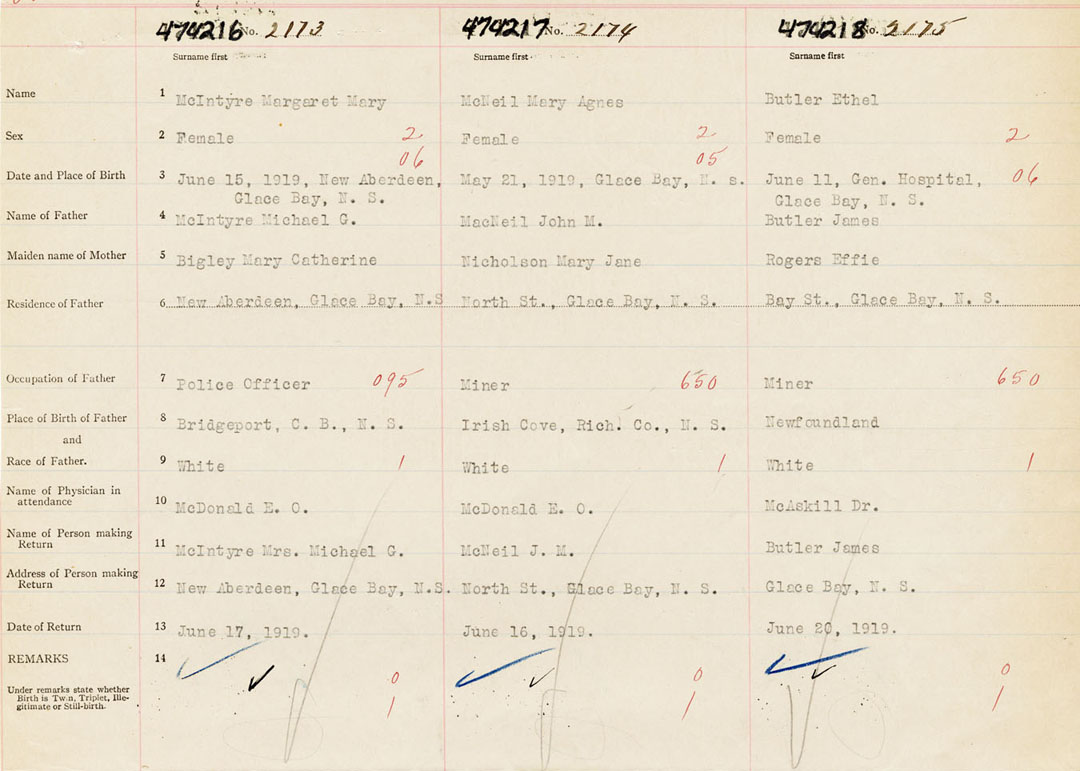 474216 No. 2173 474217 No. 2174 474218 No. 2175
Surname first Surname first Surname first
Name 1 McIntyre Margaret Mary McNeil Mary Agnes Butler Ethel
Sex 2 Female 2 Female 2 Female 2
06 05
Date and Place of Birth 3 June 15, 1919, New Aberdeen, May 21, 1919, Glace Bay, N. s. June 11, Gen. Hospital, 06
Glace Bay, N. S. Glace Bay, N. S.
Name of Father 4 McIntyre Michael G. MacNeil John M. Butler James
Maiden name of Mother 5 Bigley Mary Catherine Nicholson Mary Jane Rogers Effie
Residence of Father 6 New Aberdeen, Glace Bay, N.S North St., Glace Bay, N. S. Bay St., Glace Bay, N. S.
Occupation of Father 7 Police Officer 095 Miner 650 Miner 650
Place of Birth of Father 8 Bridgeport, C. B., N. S. Irish Cove, Rich. Co., N. S. Newfoundland
and
Race of Father. 9 White 1 White 1 White 1
Name of Physician in
attendance 10 McDonald E. O. McDonald E. O. McAskill Dr.
Name of Person making
Return 11 McIntyre Mrs. Michael G. McNeil J. M. Butler James
Address of Person making
Return 12 New Aberdeen, Glace Bay, N.S. North St., Glace Bay, N. S. Glace Bay, N. S.
Date of Return 13 June 17, 1919. June 16, 1919. June 20, 1919.
REMARKS 14
0 0 0
Under remarks state whether
Birth is Twin, Triplet, Ille-
gitimate or Still-birth.
1 1 1